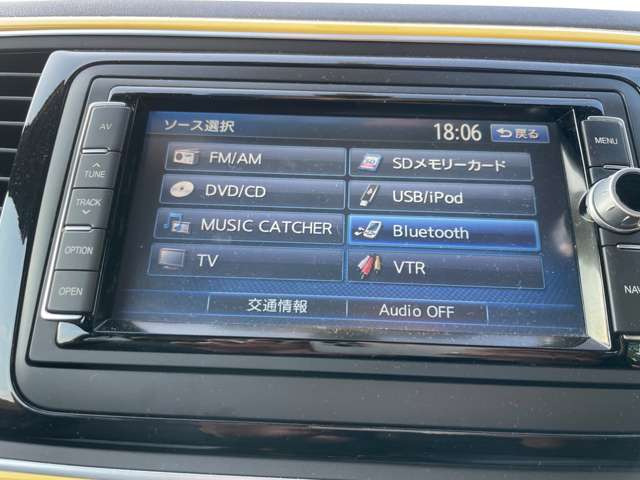 ソース選択
18:06
戻る
FM/AM
SDメモリーカード
DVD/CD
USB/iPod
MUSIC CATCHER
Bluetooth
TV
VTR
交通情報
Audio OFF
AV
TUNE
TRACK
OPTION
OPEN
MENU
NAV